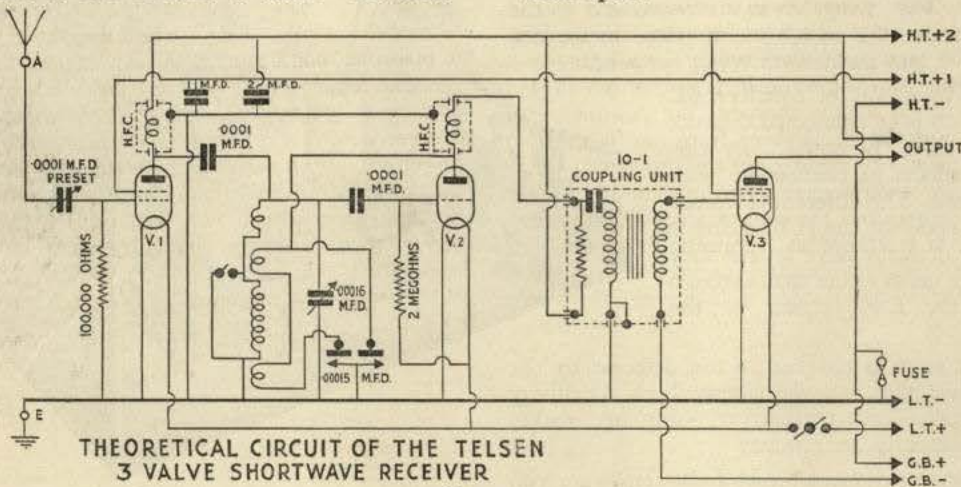 A
.0001 M.F.D.
PRESET
100,000 OHMS
H.F.C.
V.1
.1 M.F.D.
2 M.F.D.
.0001
M.F.D.
.00016
M.F.D.
.00015 M.F.D.
.0001
M.F.D.
2 MEGOHMS
H.F.C.
V.2
10-1
COUPLING UNIT
V.3
H.T.+2
H.T.+1
H.T.-
OUTPUT
FUSE
L.T.-
L.T.+
G.B.+
G.B.-
E
THEORETICAL CIRCUIT OF THE TELSEN
3 VALVE SHORTWAVE RECEIVER